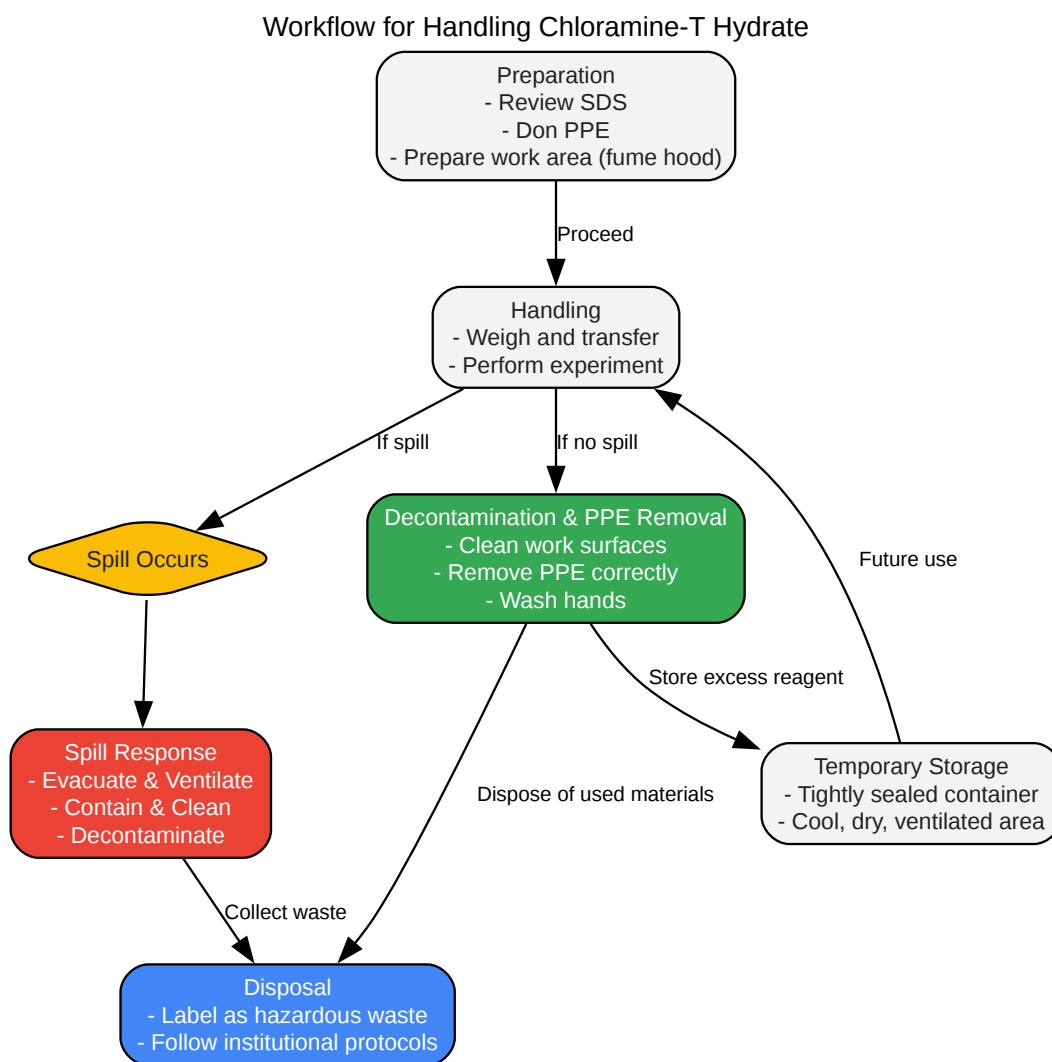 Workflow for Handling Chloramine-T Hydrate
Preparation
- Review SDS
- Don PPE
- Prepare work area (fume hood)
Proceed
Handling
- Weigh and transfer
- Perform experiment
If spill
If no spill
Spill Occurs
Decontamination & PPE Removal
- Clean work surfaces
- Remove PPE correctly
- Wash hands
Future use
Store excess reagent
Spill Response
- Evacuate & Ventilate
- Contain & Clean
- Decontaminate
Dispose of used materials
Temporary Storage
- Tightly sealed container
- Cool, dry, ventilated area
Collect waste
Disposal
- Label as hazardous waste
- Follow institutional protocols